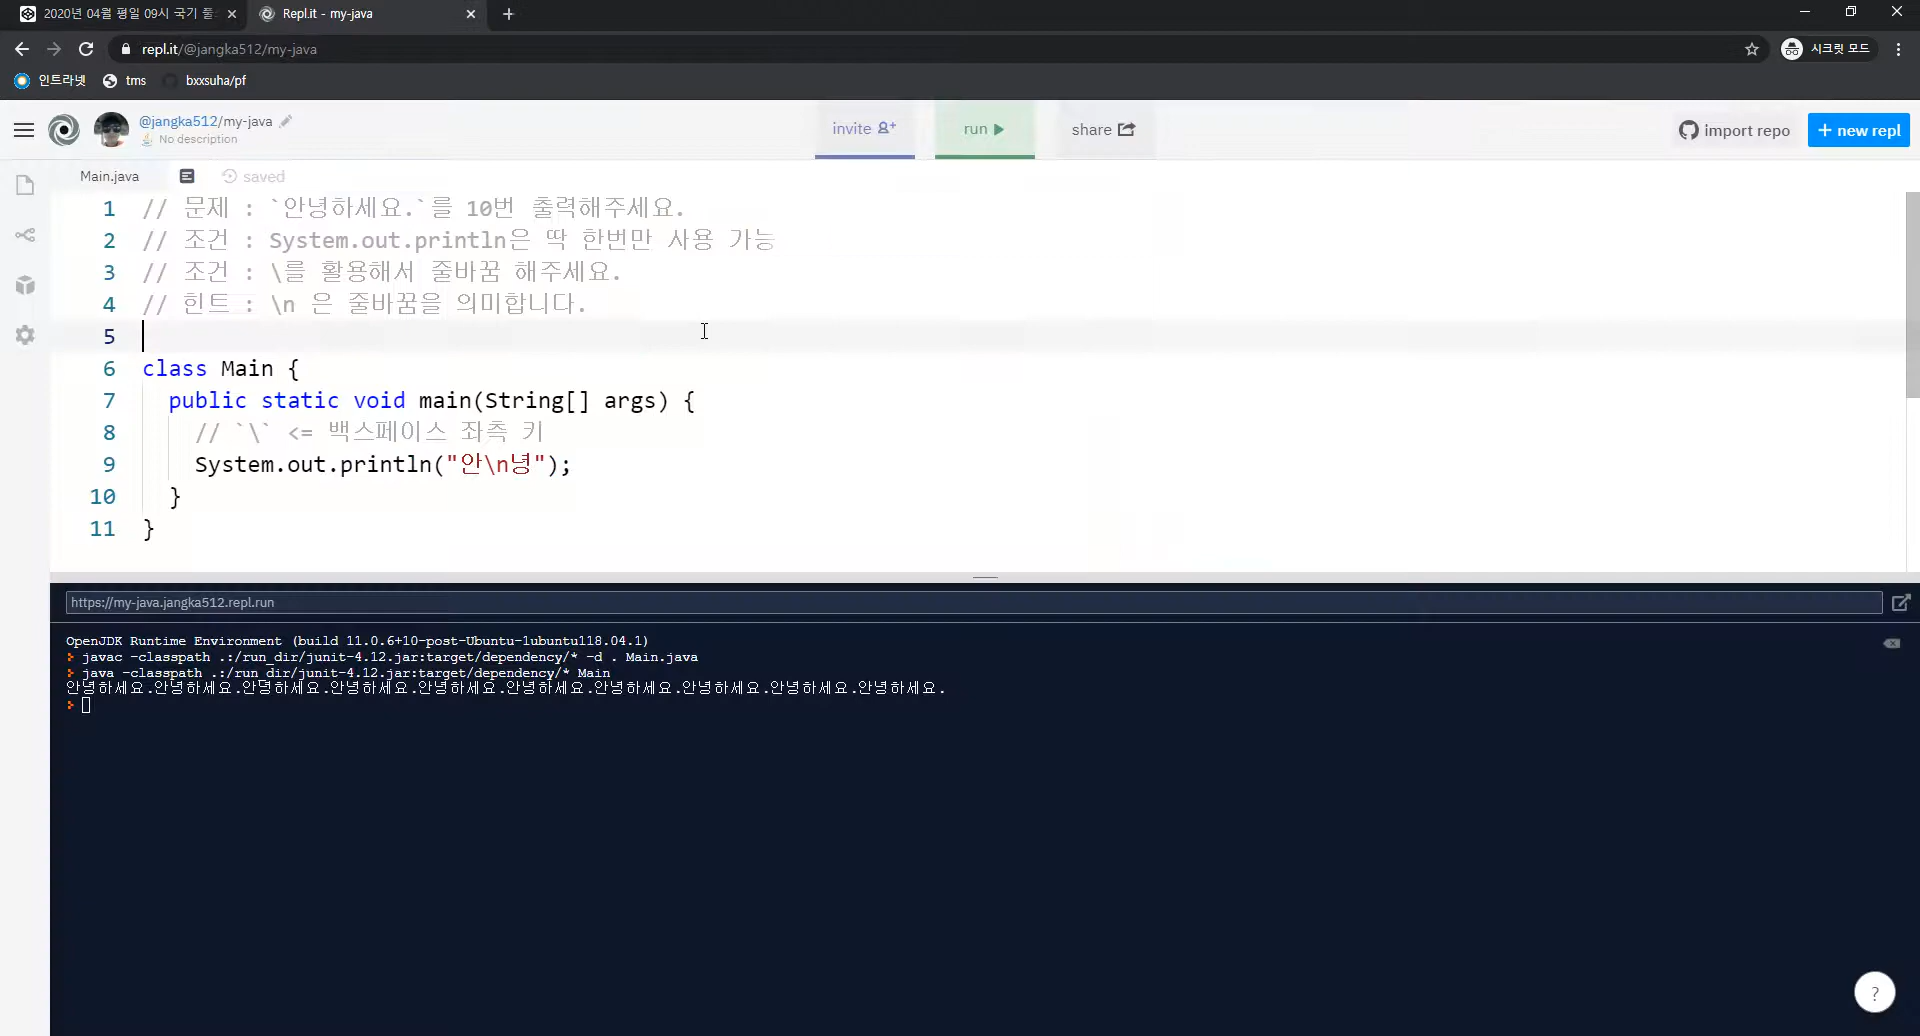 2020년 04월 평일 09시 국기
Repl.it - my-java
repl.it/@jangka512/my-java
시크릿 모드
인트라넷
tms
bxxsuha/pf
@jangka512/my-java
No description
invite
run
share
import repo
+ new repl
Main.java
saved
1 // 문제 : `안녕하세요.`를 10번 출력해주세요.
2 // 조건 : System.out.println은 딱 한번만 사용 가능
3 // 조건 : \를 활용해서 줄바꿈 해주세요.
4 // 힌트 : \n 은 줄바꿈을 의미합니다.
5
6 class Main {
7 public static void main(String[] args) {
8 // `\` <= 백스페이스 좌측 키
9 System.out.println("안\n녕");
10 }
11 }
https://my-java.jangka512.repl.run
OpenJDK Runtime Environment (build 11.0.6+10-post-Ubuntu-1ubuntu118.04.1)
javac -classpath .:/run_dir/junit-4.12.jar:target/dependency/* -d . Main.java
java -classpath .:/run_dir/junit-4.12.jar:target/dependency/* Main
안녕하세요.안녕하세요.안녕하세요.안녕하세요.안녕하세요.안녕하세요.안녕하세요.안녕하세요.안녕하세요.안녕하세요.
?